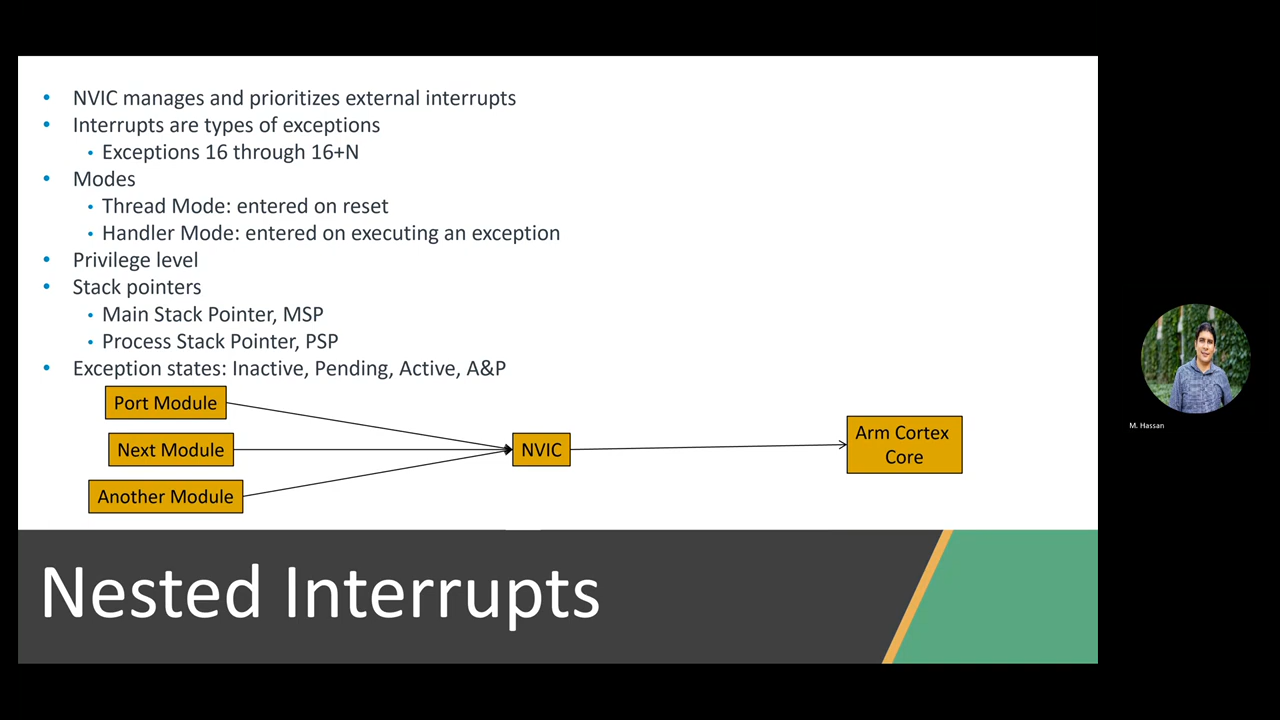 NVIC manages and prioritizes external interrupts
Interrupts are types of exceptions
Exceptions 16 through 16+N
Modes
Thread Mode: entered on reset
Handler Mode: entered on executing an exception
Privilege level
Stack pointers
Main Stack Pointer, MSP
Process Stack Pointer, PSP
Exception states: Inactive, Pending, Active, A&P
Port Module
Next Module
Another Module
NVIC
Arm Cortex
Core
Nested Interrupts
M. Hassan